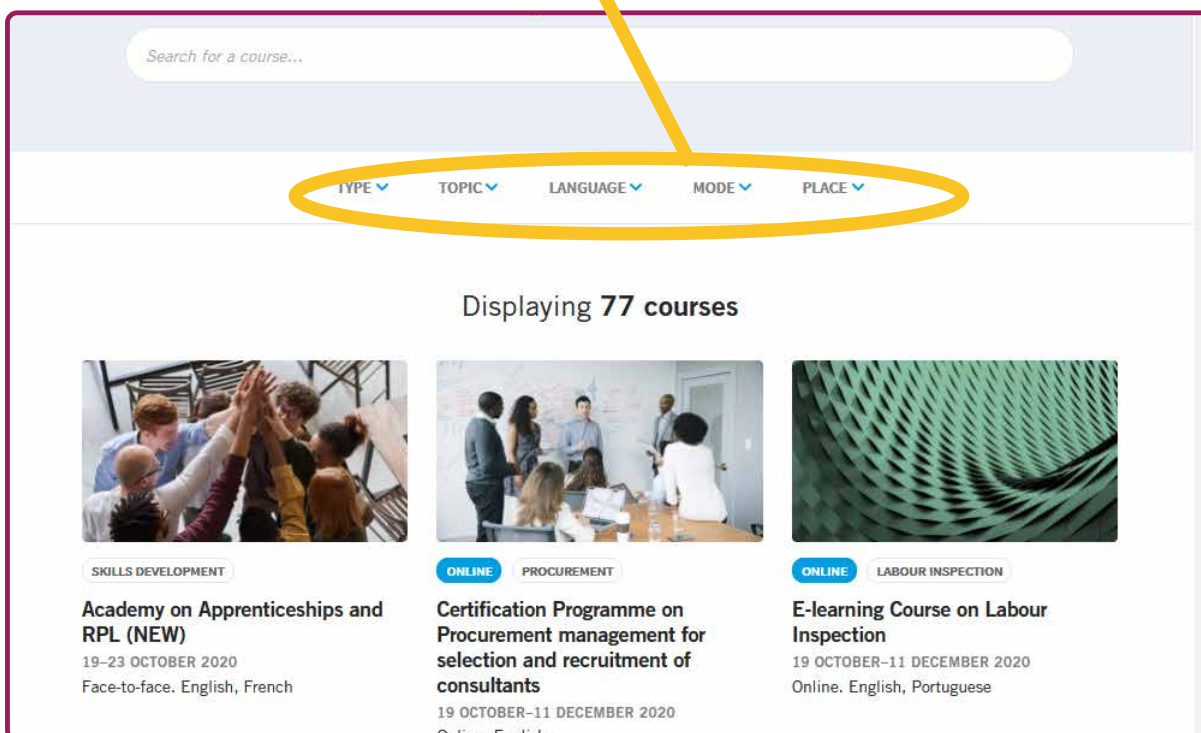 Search for a course...
TYPE TOPIC LANGUAGE MODE PLACE
Displaying 77 courses
SKILLS DEVELOPMENT
Academy on Apprenticeships and
RPL (NEW)
19–23 OCTOBER 2020
Face-to-face. English, French
ONLINE PROCUREMENT
Certification Programme on
Procurement management for
selection and recruitment of
consultants
19 OCTOBER–11 DECEMBER 2020
Online. English
ONLINE LABOUR INSPECTION
E-learning Course on Labour
Inspection
19 OCTOBER–11 DECEMBER 2020
Online. English, Portuguese